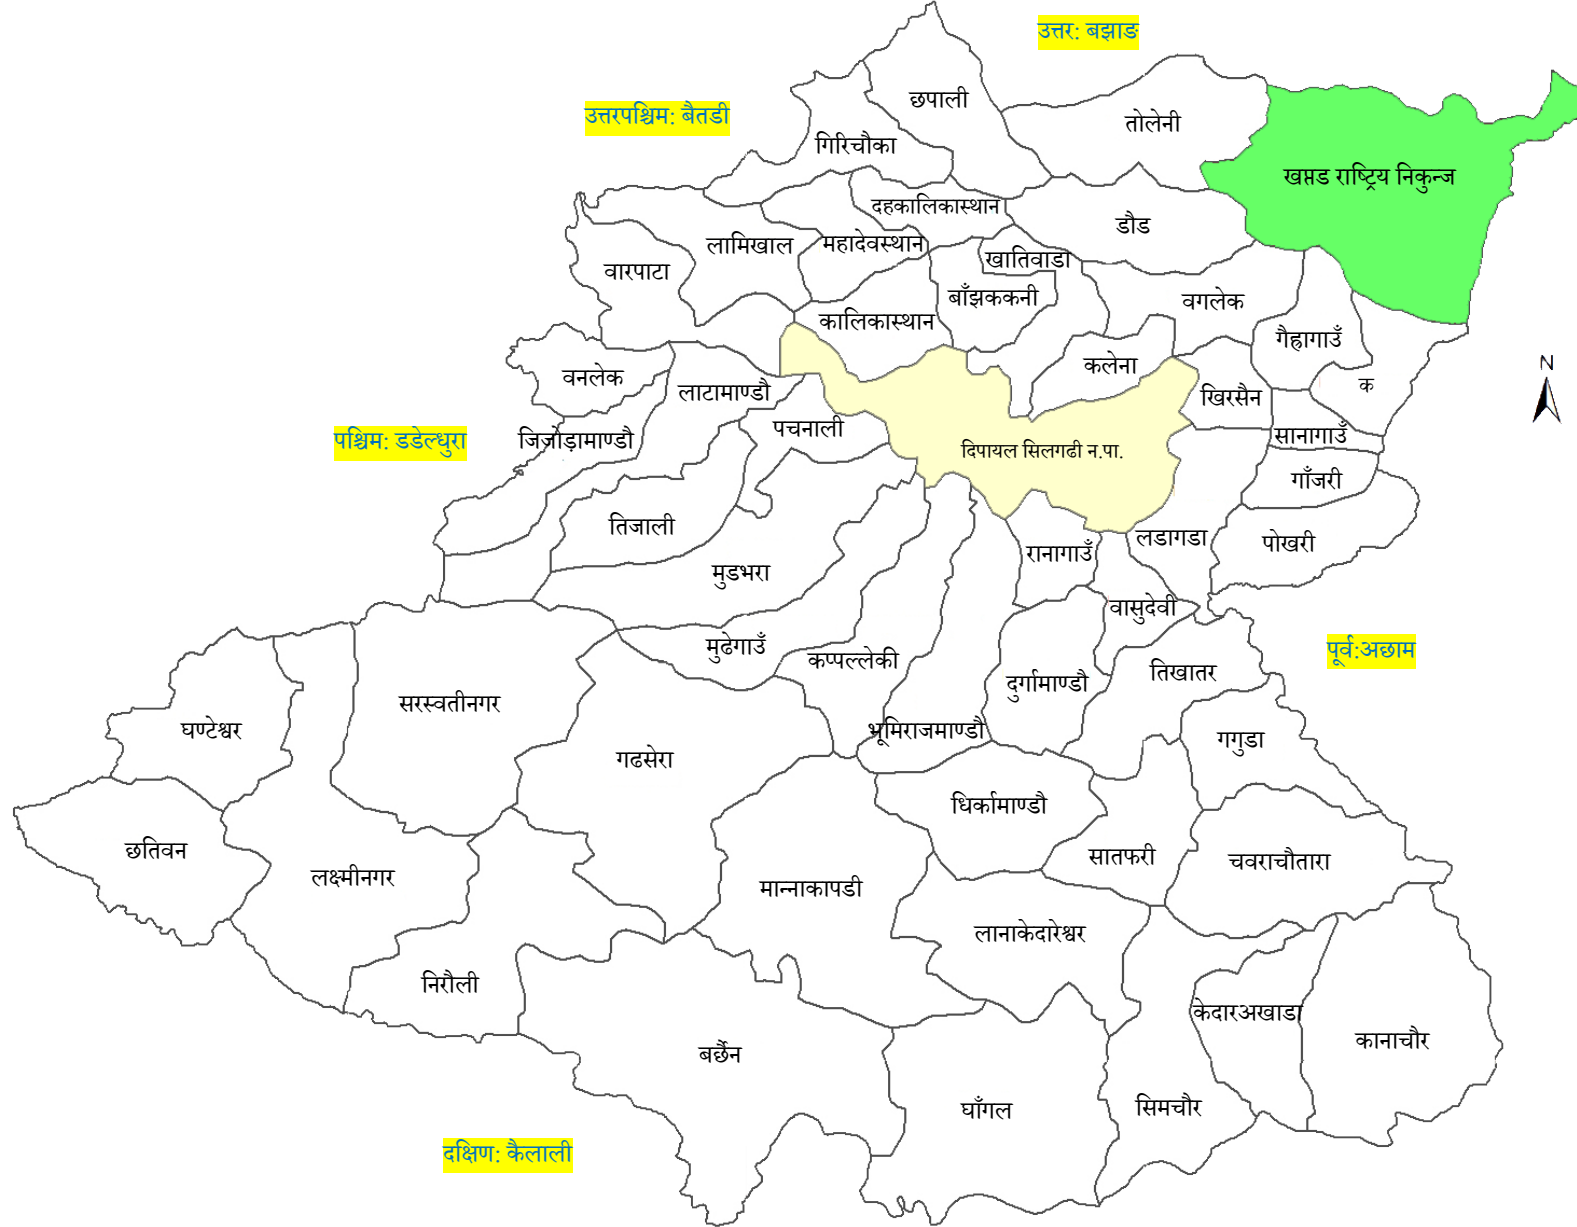 उत्तर: बझाङ
छपाली
उत्तरपश्चिम: बैतडी
तोलेनी
गिरिचौका
खप्तड राष्ट्रिय निकुन्ज
दहकालिकास्थान
डौड
लामिखाल
महादेवस्थान
खातिवाडा
वारपाटा
बाँझककनी
वगलेक
कालिकास्थान
गैह्रागाउँ
N
कलेना
वनलेक
क
लाटामाण्डौ
खिरसैन
पचनाली
पश्चिम: डडेल्धुरा
जिजोड़ामाण्डौ
सानागाउँ
दिपायल सिलगढी न.पा.
गाँजरी
तिजाली
लडागडा
पोखरी
रानागाउँ
मुडभरा
वासुदेवी
मुढेगाउँ
पूर्व:अछाम
कप्पल्लेकी
तिखातर
दुर्गामाण्डौ
सरस्वतीनगर
घण्टेश्वर
भूमिराजमाण्डौ
गगुडा
गढसेरा
धिर्कामाण्डौ
छतिवन
सातफरी
चवराचौतारा
लक्ष्मीनगर
मान्नाकापडी
लानाकेदारेश्वर
निरौली
केदारअखाडा
कानाचौर
बर्छैन
घाँगल
सिमचौर
दक्षिण: कैलाली